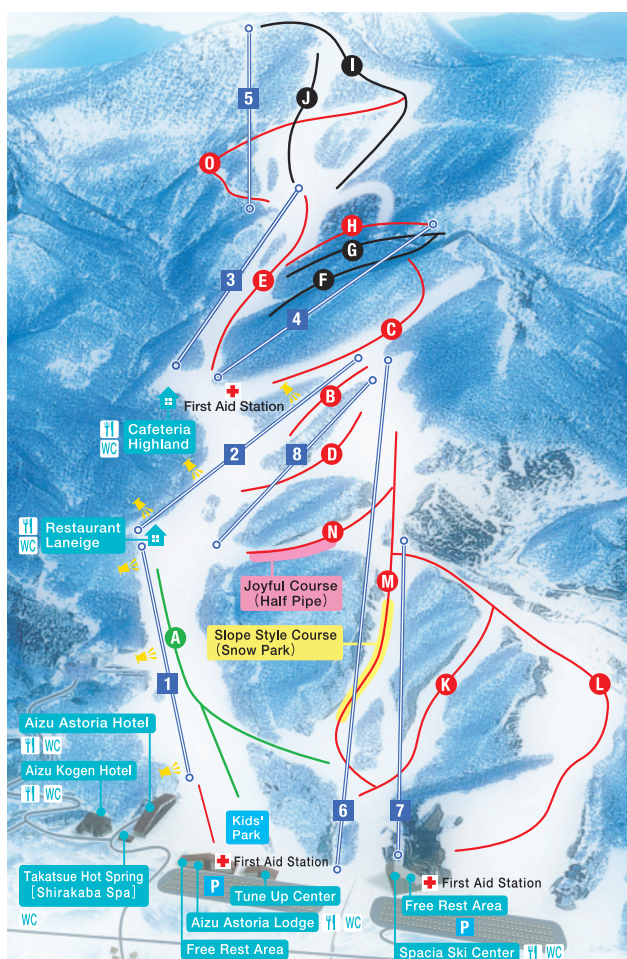 I
J
5
O
H
G
E
F
3
4
C
First Aid Station
B
Cafeteria
Highland
WC
2
8
D
Restaurant
Laneige
WC
N
Joyful Course
(Half Pipe)
M
A
Slope Style Course
(Snow Park)
1
K
L
Aizu Astoria Hotel
WC
Aizu Kogen Hotel
WC
Kids'
Park
6
7
Takatsue Hot Spring
[Shirakaba Spa]
WC
First Aid Station
P
Tune Up Center
Aizu Astoria Lodge
WC
Free Rest Area
First Aid Station
Free Rest Area
P
Spacia Ski Center
WC